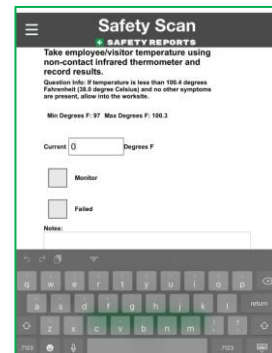 Safety Scan
SAFETY REPORTS
Take employee/visitor temperature using
non-contact infrared thermometer and
record results.
Question Info: If temperature is less than 100.4 degrees
Fahrenheit (38.0 degree Celsius) and no other symptoms
are present, allow into the worksite.
Min Degrees F: 97 Max Degrees F: 100.3
Current 0 Degrees F
Monitor
Failed
Notes:
q w e r t y u i o p
a s d f g h j k l return
z x c v b n m ! ?
.?123 .?123